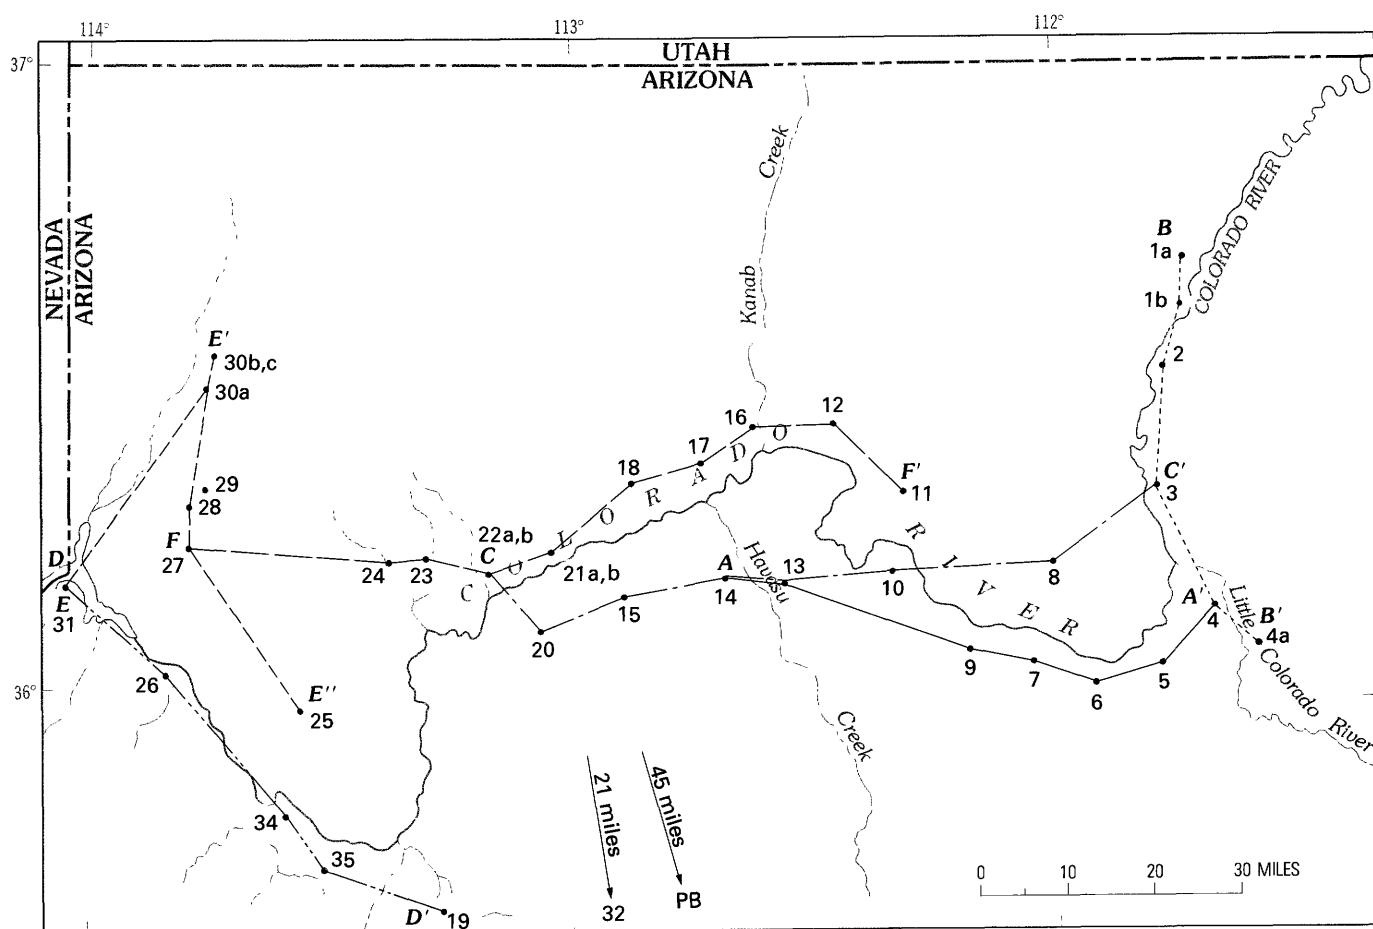 114°
113°
112°
37°
UTAH
ARIZONA
NEVADA
ARIZONA
Creek
Kanab
COLORADO RIVER
B
1a
1b
2
E'
30b,c
30a
29
28
F
27
D
E
31
26
E''
25
24
23
22a,b
C
21a,b
20
18
17
16
12
F'
11
COLORADO
RIVER
C'
3
A
14
13
15
10
8
Havasu
Creek
9
7
6
5
A'
4
B'
4a
Little
Colorado River
36°
34
35
D'
19
21 miles
32
45 miles
PB
0 10 20 30 MILES